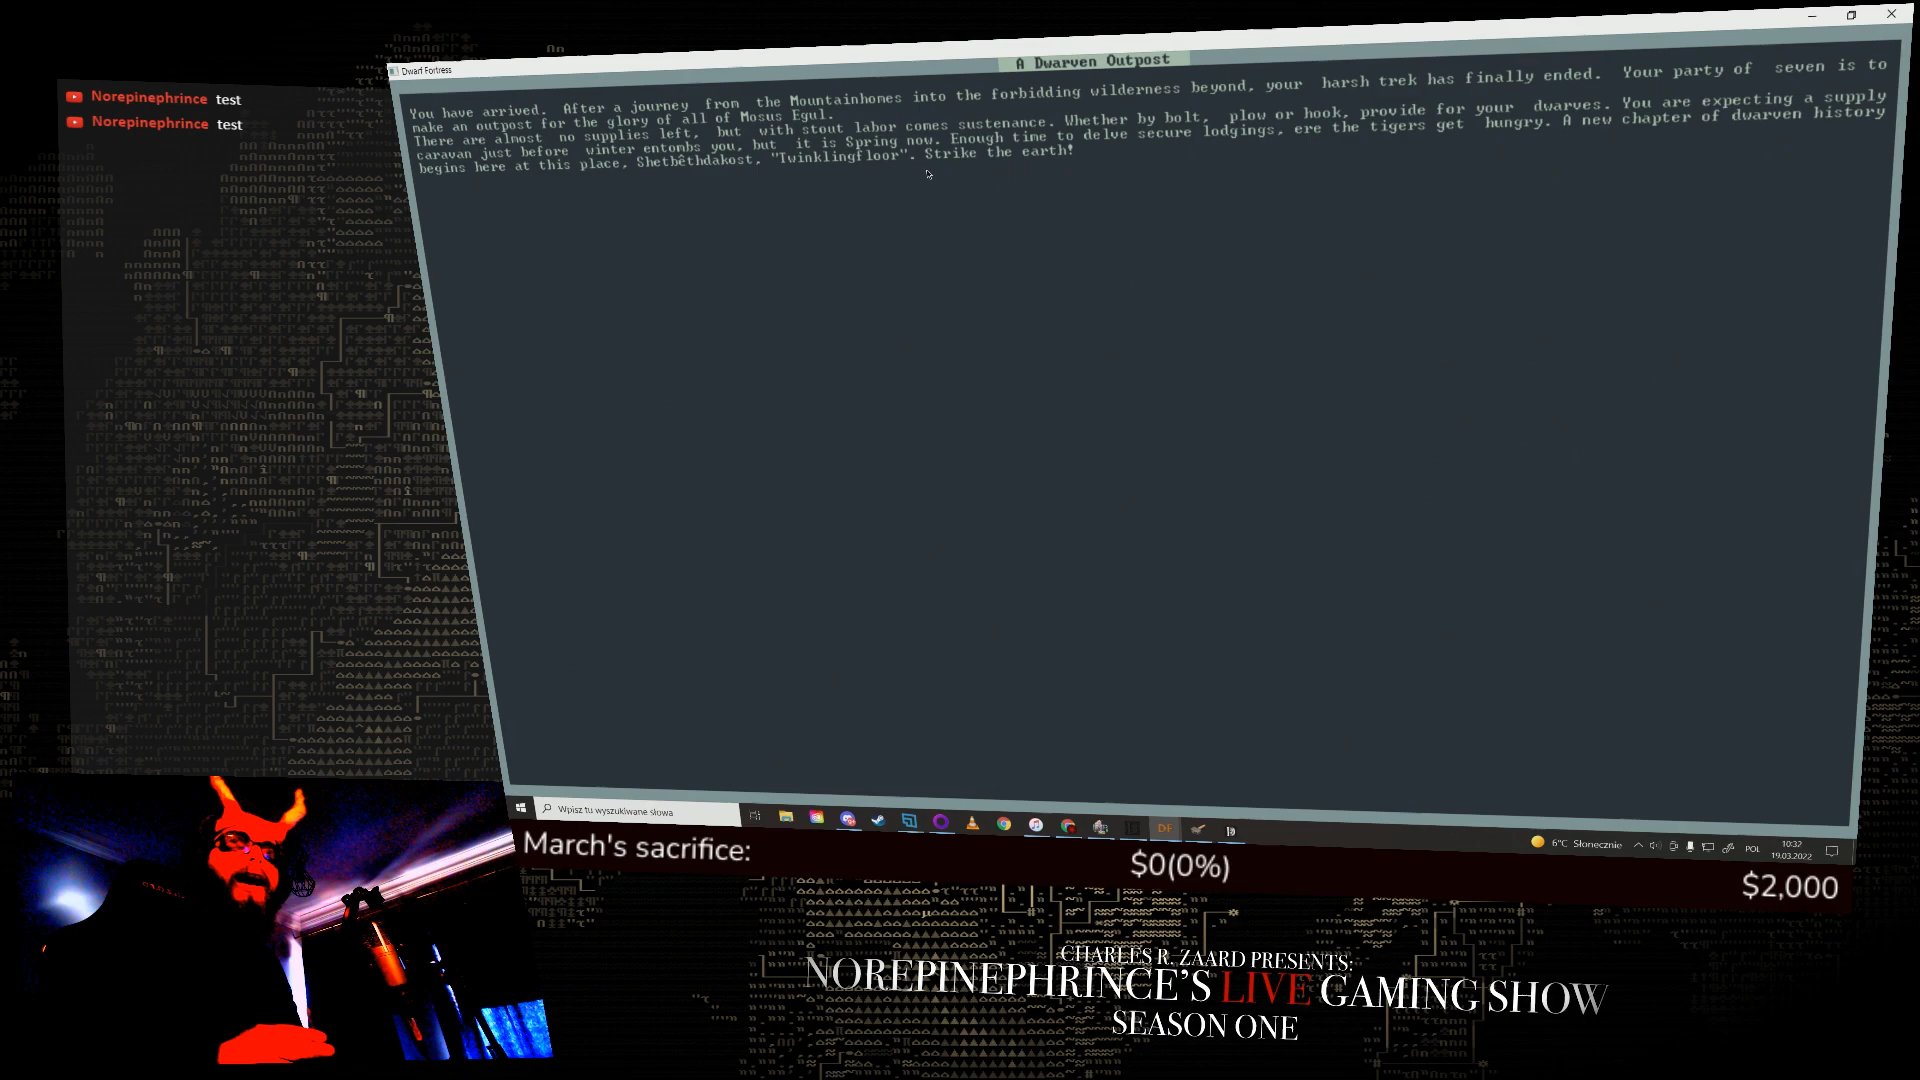 Norepinephrince test
Norepinephrince test
Dwarf Fortress
A Dwarven Outpost
You have arrived. After a journey from the Mountainhomes into the forbidding wilderness beyond, your harsh trek has finally ended. Your party of seven is to
make an outpost for the glory of all of Mosus Egul.
There are almost no supplies left, but with stout labor comes sustenance. Whether by bolt, plow or hook, provide for your dwarves. You are expecting a supply
caravan just before winter entombs you, but it is Spring now. Enough time to delve secure lodgings, ere the tigers get hungry. A new chapter of dwarven history
begins here at this place, Shetbêthdakost, "Twinklingfloor". Strike the earth!
Wpisz tu wyszukiwane słowa
DF
6°C Słonecznie
POL
10:32
19.03.2022
March's sacrifice:
$0(0%)
$2,000
CHARLES R. ZAARD PRESENTS:
NOREPINEPHRINCE'S LIVE GAMING SHOW
SEASON ONE